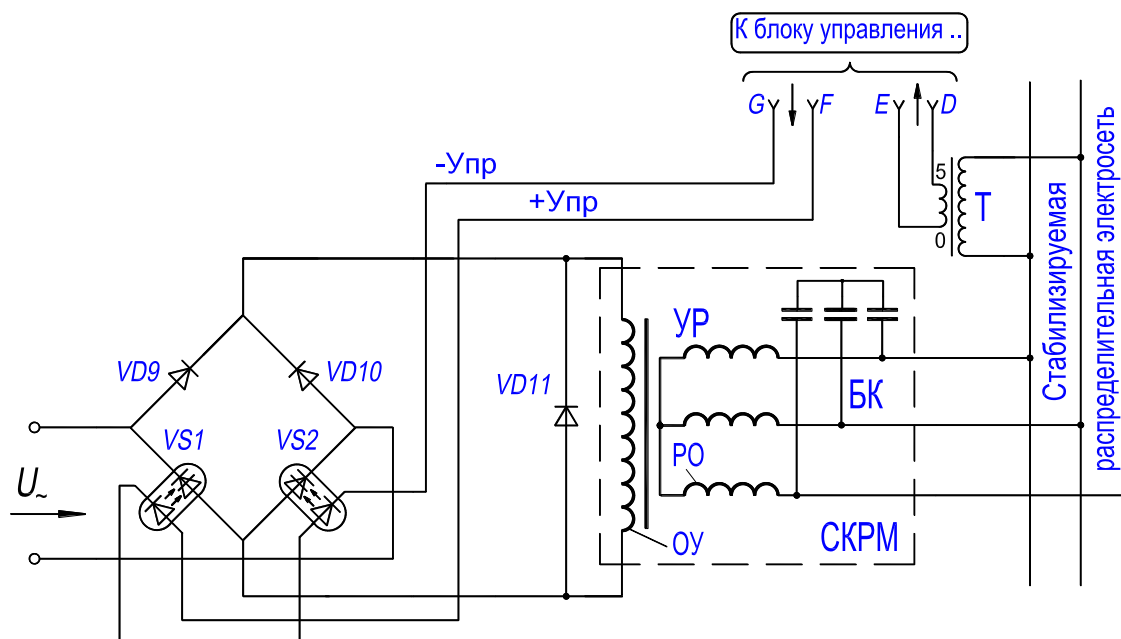 К блоку управления ..
G
F
E
D
-Упр
+Упр
5
0
Т
Стабилизируемая
распределительная электросеть
VD9
VD10
VD11
УР
БК
VS1
VS2
РО
U~
ОУ
СКРМ